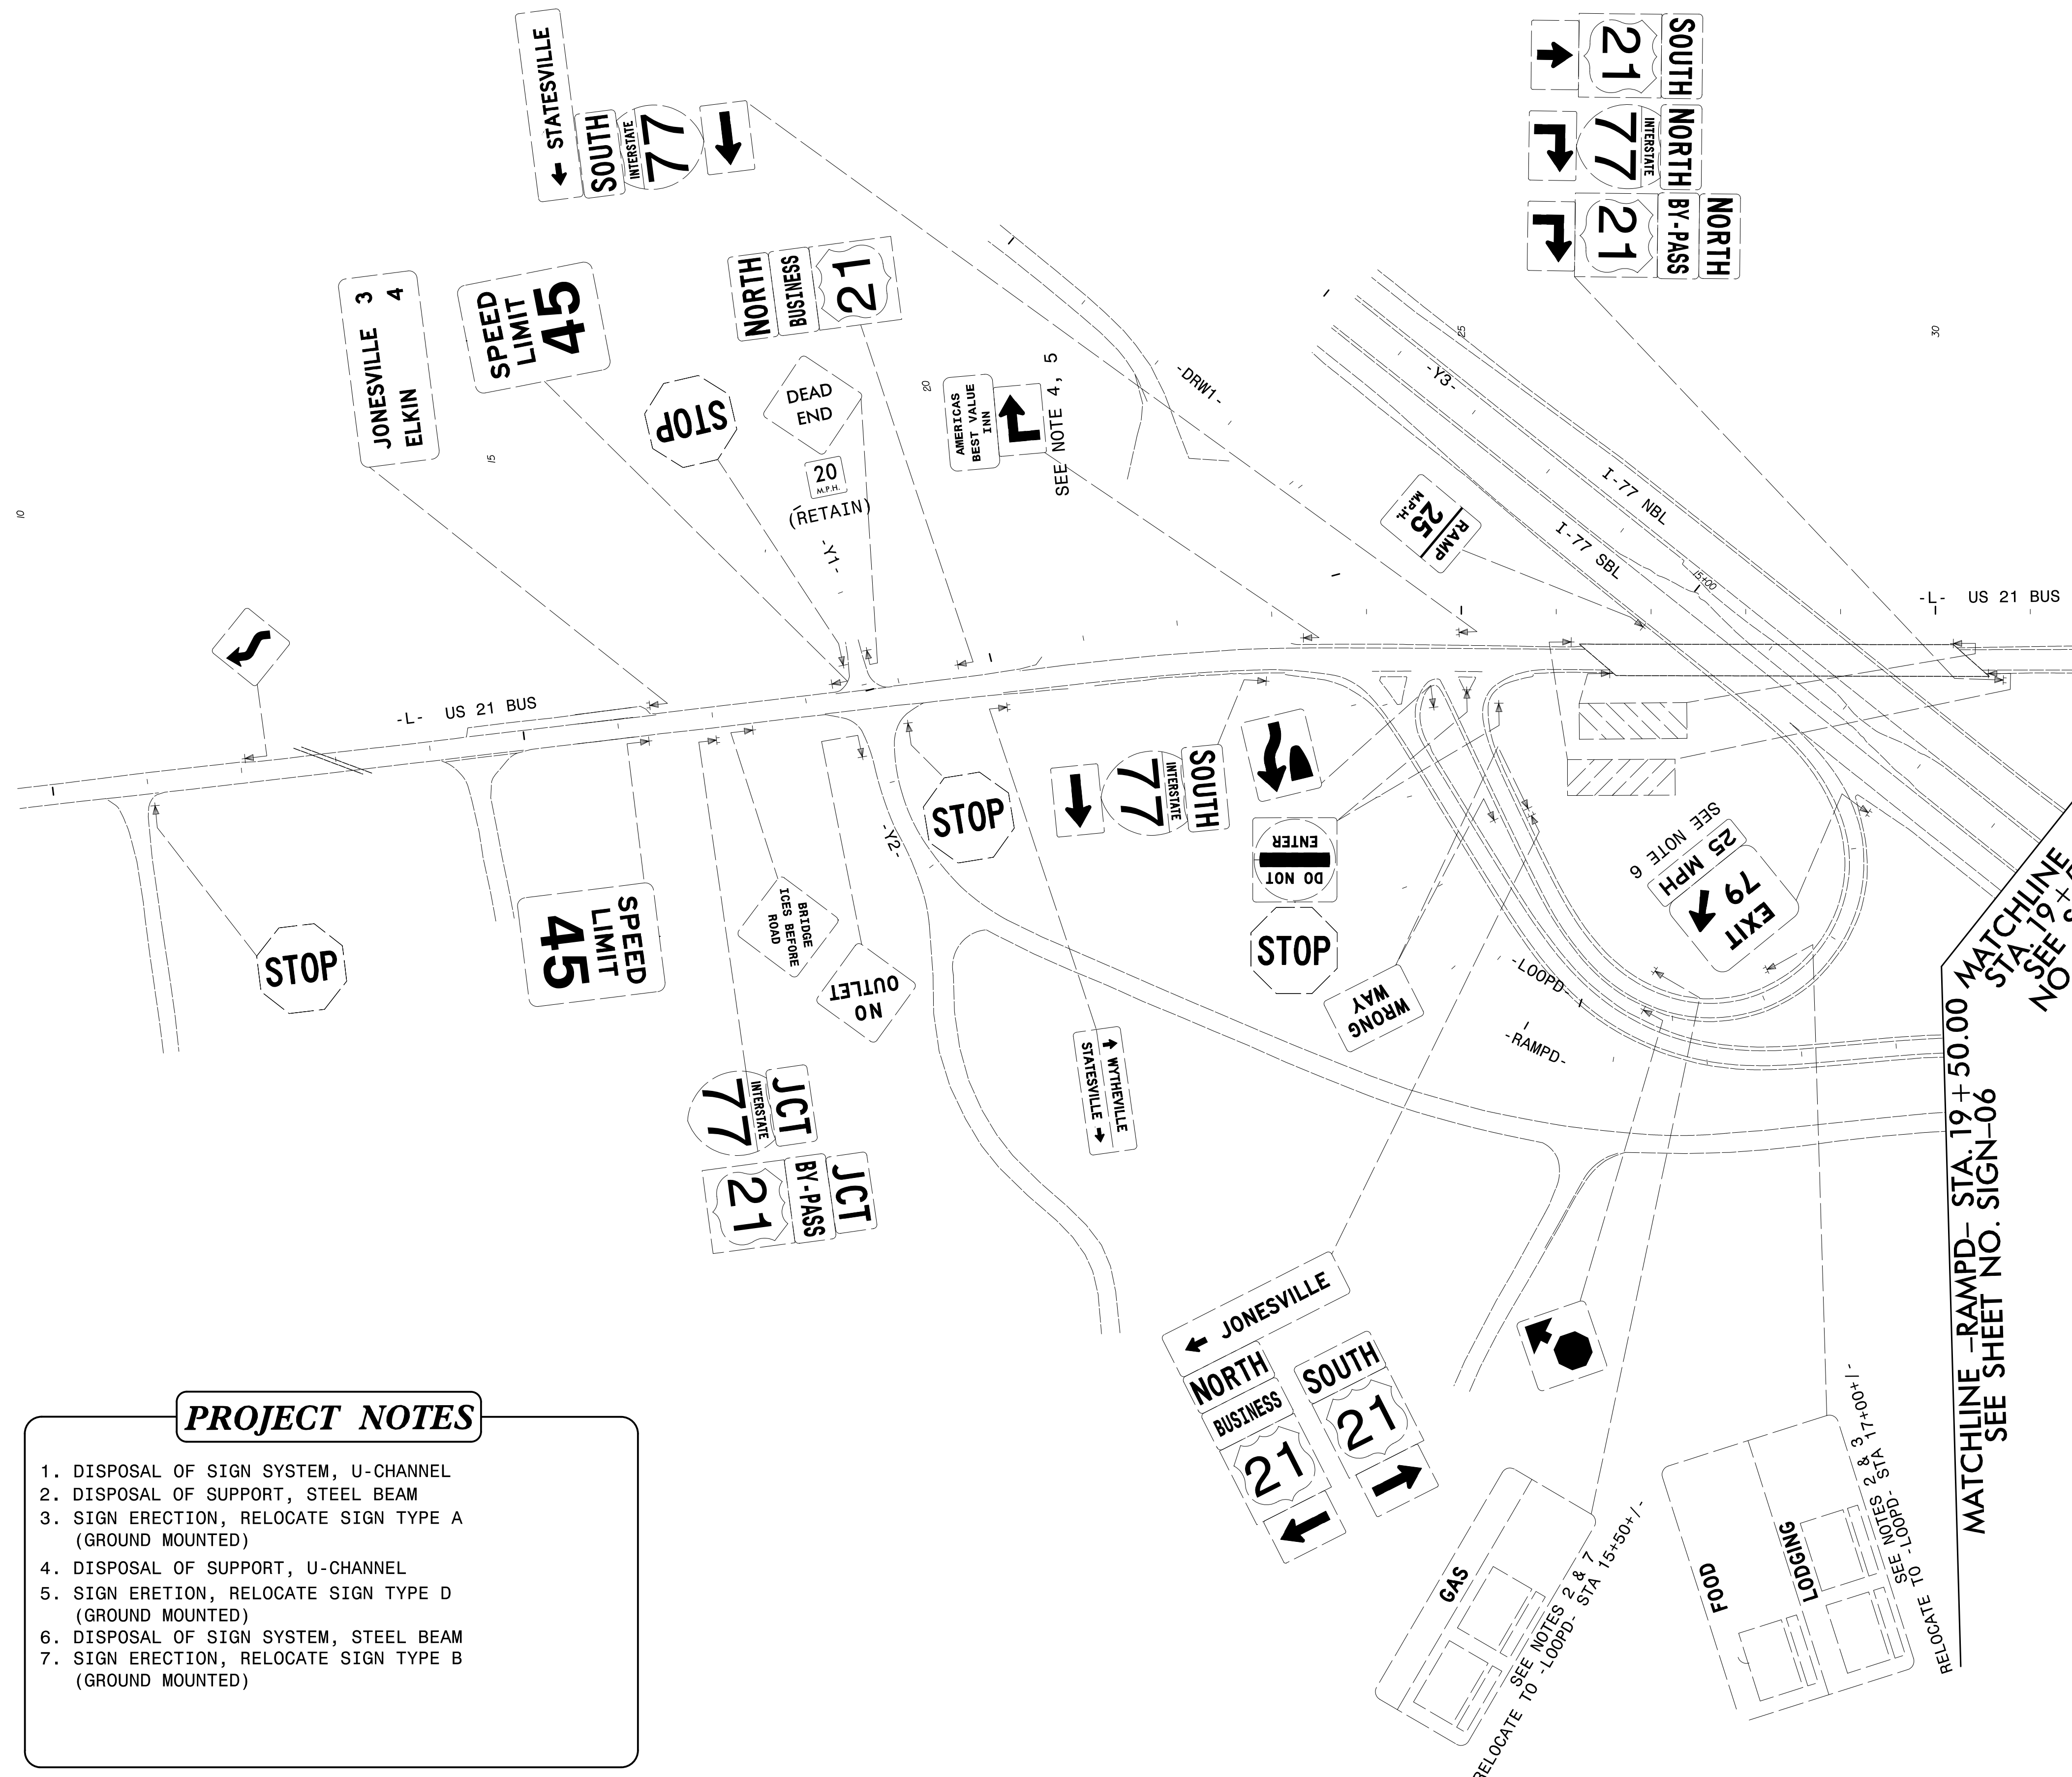 STATESVILLE
SOUTH
INTERSTATE
77
SOUTH
21
NORTH
INTERSTATE
77
NORTH
BY-PASS
21
JONESVILLE 3
ELKIN 4
SPEED
LIMIT
45
NORTH
BUSINESS
21
STOP
DEAD
END
20
M.P.H.
(RETAIN)
-Y1-
AMERICAS
BEST VALUE
INN
SEE NOTE 4, 5
-DRW1-
-Y3-
I-77 NBL
I-77 SBL
RAMP
25
M.P.H.
10
15
20
25
30
15+00
-L- US 21 BUS
-L- US 21 BUS
STOP
SPEED
LIMIT
45
BRIDGE
ICES BEFORE
ROAD
NO
OUTLET
-Y2-
STOP
SOUTH
INTERSTATE
77
DO NOT
ENTER
STOP
WRONG
WAY
EXIT
79
25 MPH
SEE NOTE 6
-LOOPD-
-RAMPD-
WYTHEVILLE
STATESVILLE
JCT
INTERSTATE
77
JCT
BY-PASS
21
JONESVILLE
NORTH
BUSINESS
21
SOUTH
21
GAS
SEE NOTES 2 & 7
RELOCATE TO -LOOPD- STA 15+50+/-
FOOD
LODGING
SEE NOTES 2 & 3
RELOCATE TO -LOOPD- STA 17+00+/-
MATCHLINE
STA. 19+
SEE
NO
MATCHLINE -RAMPD- STA. 19+50.00
SEE SHEET NO. SIGN-06
PROJECT NOTES
1. DISPOSAL OF SIGN SYSTEM, U-CHANNEL
2. DISPOSAL OF SUPPORT, STEEL BEAM
3. SIGN ERECTION, RELOCATE SIGN TYPE A
(GROUND MOUNTED)
4. DISPOSAL OF SUPPORT, U-CHANNEL
5. SIGN ERETION, RELOCATE SIGN TYPE D
(GROUND MOUNTED)
6. DISPOSAL OF SIGN SYSTEM, STEEL BEAM
7. SIGN ERECTION, RELOCATE SIGN TYPE B
(GROUND MOUNTED)